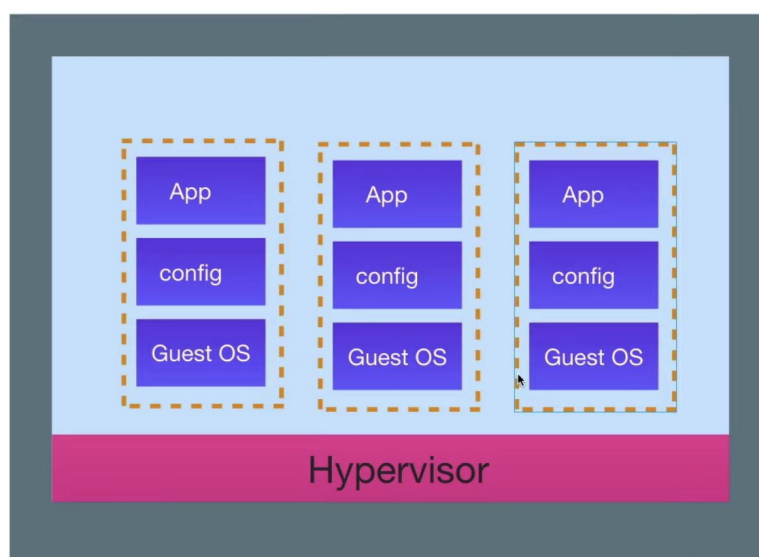 App
config
Guest OS
App
config
Guest OS
App
config
Guest OS
Hypervisor